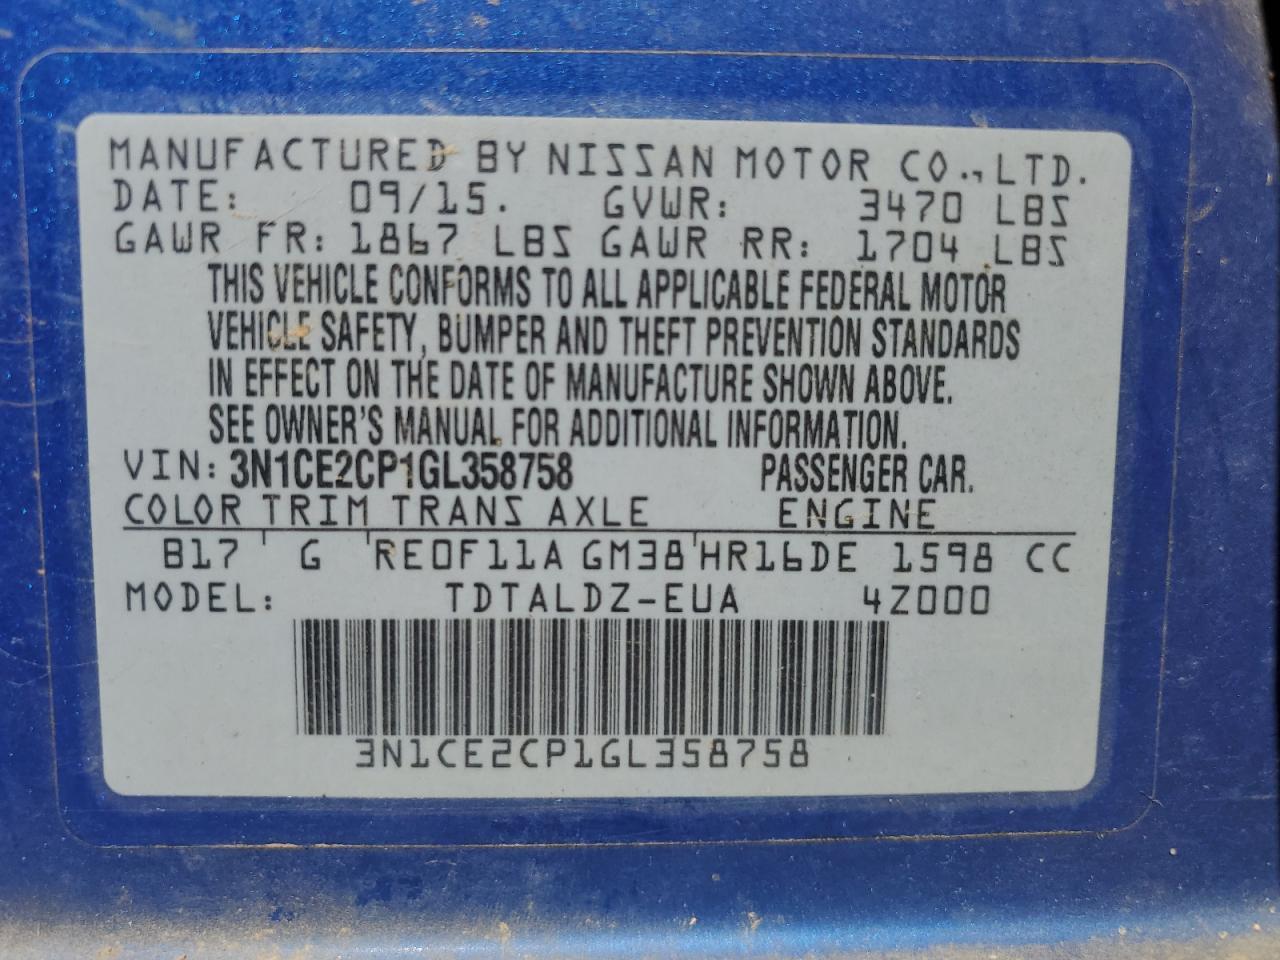 MANUFACTURED BY NISSAN MOTOR CO., LTD.
DATE: 09/15. GVWR: 3470 LBS
GAWR FR: 1867 LBS GAWR RR: 1704 LBS
THIS VEHICLE CONFORMS TO ALL APPLICABLE FEDERAL MOTOR
VEHICLE SAFETY, BUMPER AND THEFT PREVENTION STANDARDS
IN EFFECT ON THE DATE OF MANUFACTURE SHOWN ABOVE.
SEE OWNER'S MANUAL FOR ADDITIONAL INFORMATION.
VIN: 3N1CE2CP1GL358758 PASSENGER CAR.
COLOR TRIM TRANS AXLE ENGINE
B17 G RE0F11A GM38 HR16DE 1598 CC
MODEL: TDTALDZ-EUA 4Z000
3N1CE2CP1GL358758